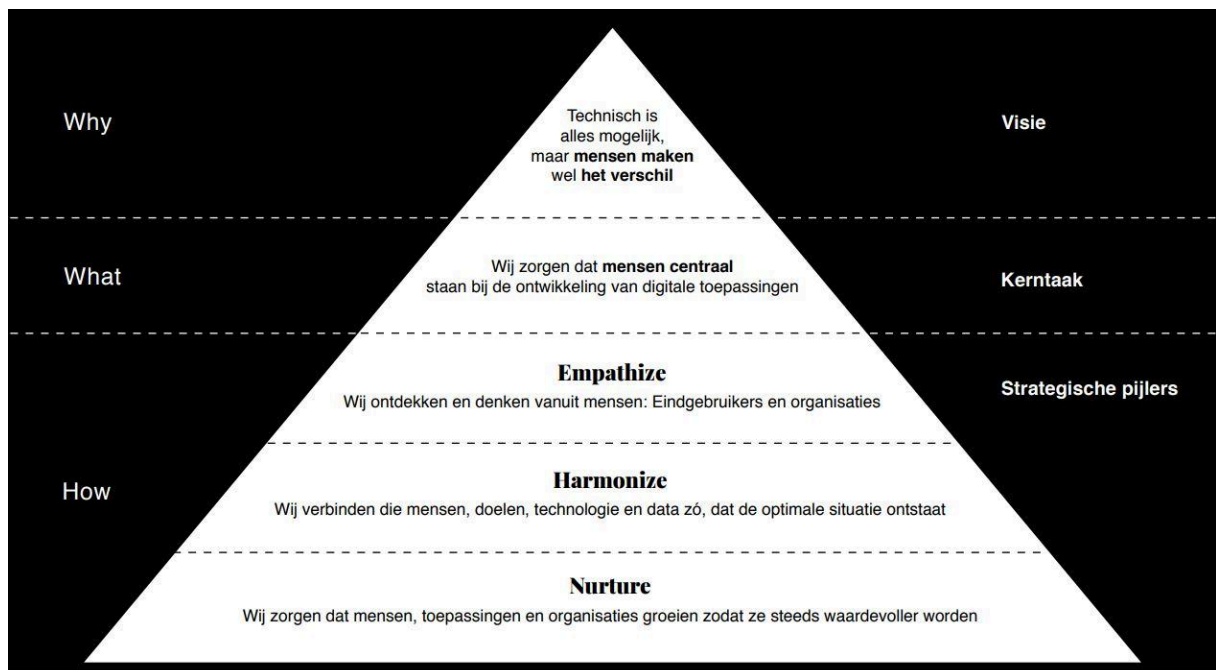 Why
Technisch is
alles mogelijk,
maar mensen maken
wel het verschil
Visie
What
Wij zorgen dat mensen centraal
staan bij de ontwikkeling van digitale toepassingen
Kerntaak
How
Empathize
Wij ontdekken en denken vanuit mensen: Eindgebruikers en organisaties
Strategische pijlers
Harmonize
Wij verbinden die mensen, doelen, technologie en data zó, dat de optimale situatie ontstaat
Nurture
Wij zorgen dat mensen, toepassingen en organisaties groeien zodat ze steeds waardevoller worden